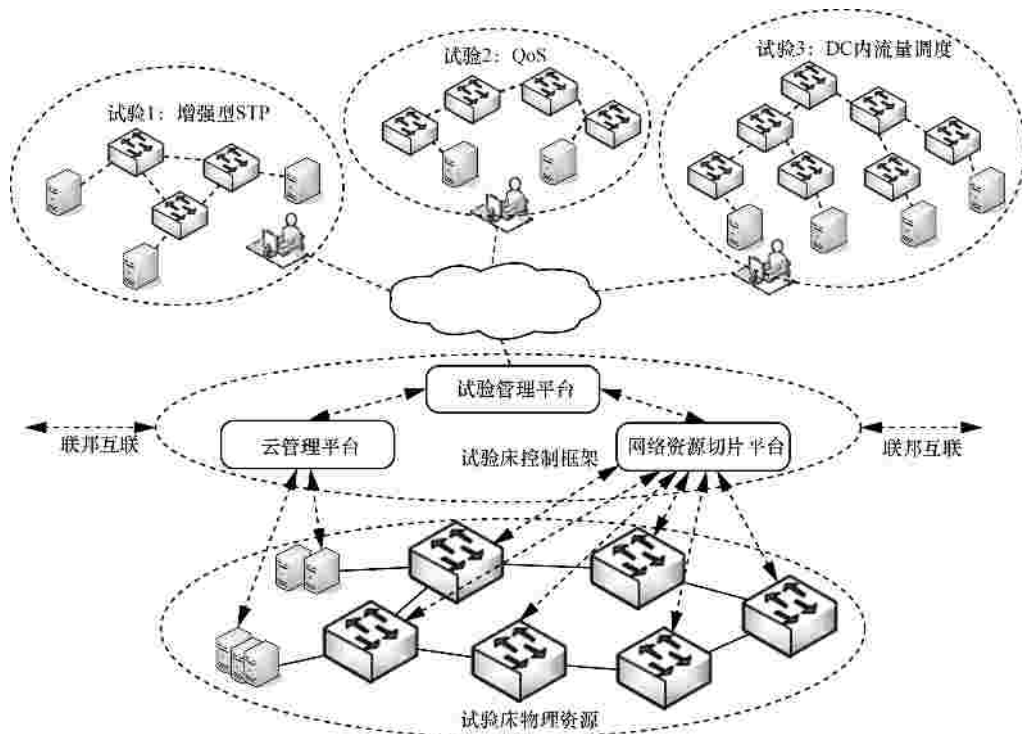 试验1：增强型STP
试验2：QoS
试验3：DC内流量调度
试验管理平台
联邦互联
云管理平台
试验床控制框架
网络资源切片平台
联邦互联
试验床物理资源